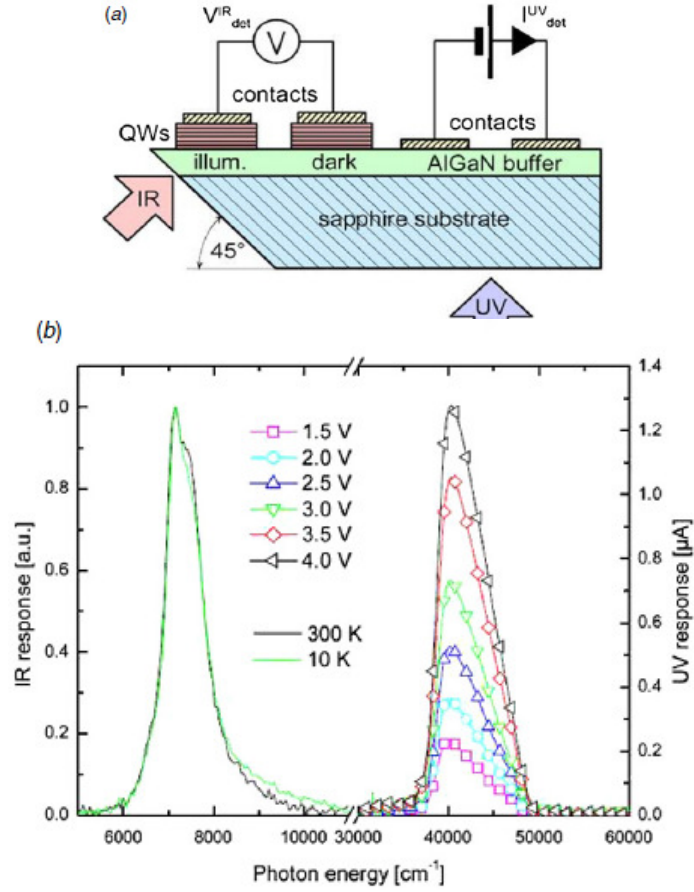 (a)
V^IR_det
I^UV_det
V
contacts
contacts
QWs
illum.
dark
AlGaN buffer
IR
sapphire substrate
45°
UV
(b)
1.0
0.8
0.6
0.4
0.2
0.0
IR response [a.u.]
1.5 V
2.0 V
2.5 V
3.0 V
3.5 V
4.0 V
300 K
10 K
1.4
1.2
1.0
0.8
0.6
0.4
0.2
0.0
UV response [µA]
6000 8000 10000 30000 40000 50000 60000
Photon energy [cm⁻¹]